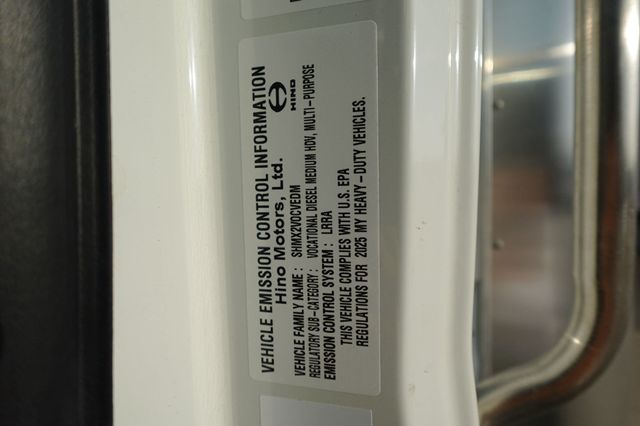 VEHICLE EMISSION CONTROL INFORMATION
Hino Motors, Ltd.
HINO
VEHICLE FAMILY NAME : SHMX2VOCVEDM
REGULATORY SUB-CATEGORY : VOCATIONAL DIESEL MEDIUM HDV, MULTI-PURPOSE
EMISSION CONTROL SYSTEM : LRRA
THIS VEHICLE COMPLIES WITH U.S. EPA
REGULATIONS FOR 2025 MY HEAVY-DUTY VEHICLES.